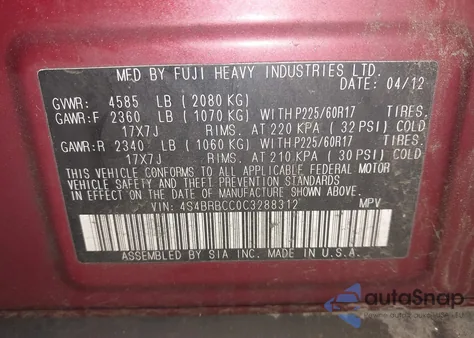 MFD BY FUJI HEAVY INDUSTRIES LTD.
DATE: 04/12
GVWR: 4585 LB (2080 KG)
GAWR:F 2360 LB (1070 KG) WITH P225/60R17 TIRES,
17X7J RIMS, AT 220 KPA (32 PSI) COLD
GAWR:R 2340 LB (1060 KG) WITH P225/60R17 TIRES,
17X7J RIMS, AT 210 KPA (30 PSI) COLD
THIS VEHICLE CONFORMS TO ALL APPLICABLE FEDERAL MOTOR
VEHICLE SAFETY AND THEFT PREVENTION STANDARDS IN
EFFECT ON THE DATE OF MANUFACTURE SHOWN ABOVE.
VIN: 4S4BRBCC0C3288312 MPV
ASSEMBLED BY SIA INC. MADE IN U.S.A.
autoSnap